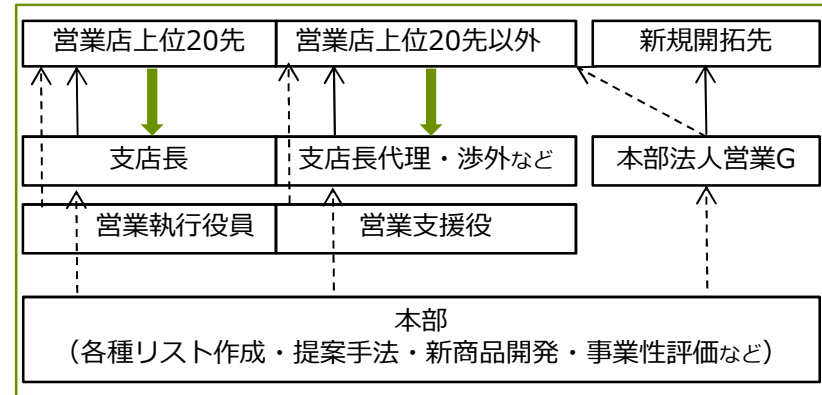 営業店上位20先
営業店上位20先以外
新規開拓先
支店長
支店長代理・渉外など
本部法人営業G
営業執行役員
営業支援役
本部
（各種リスト作成・提案手法・新商品開発・事業性評価など）